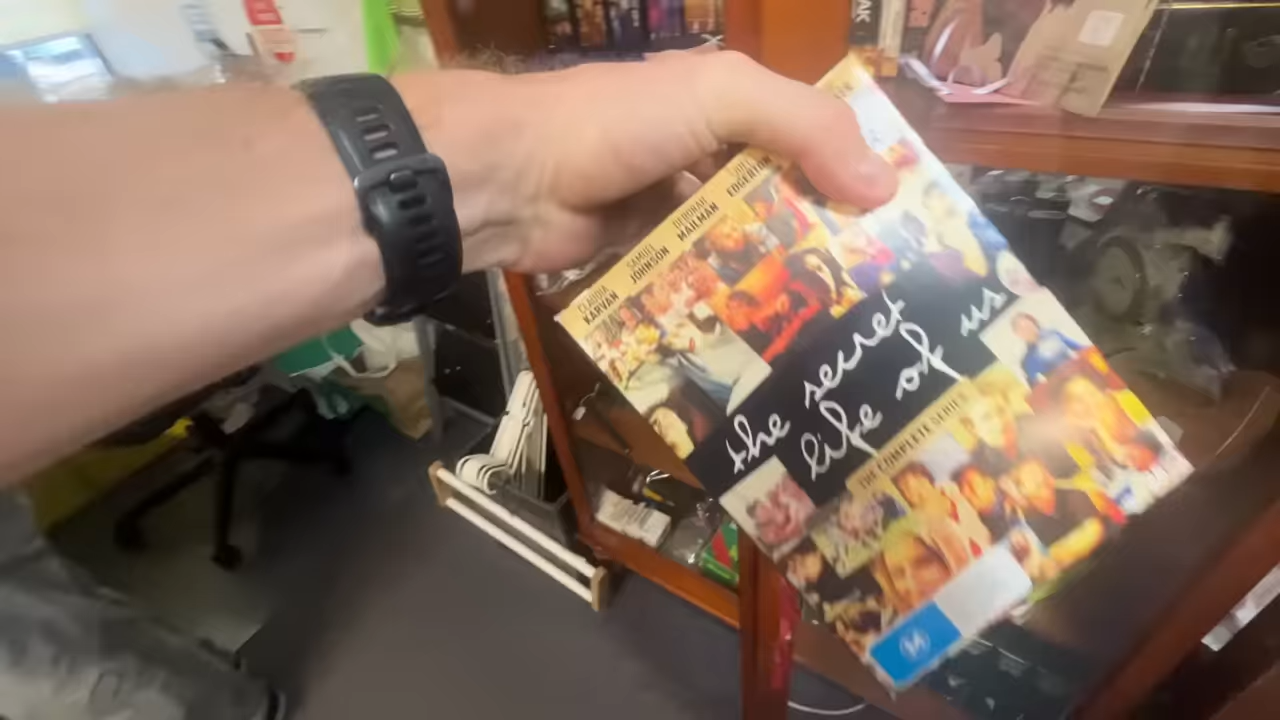 CLAUDIA
KARVAN
SAMUEL
JOHNSON
DEBORAH
MAILMAN
JOEL
EDGERTON
the secret
life of us
THE COMPLETE SERIES
M